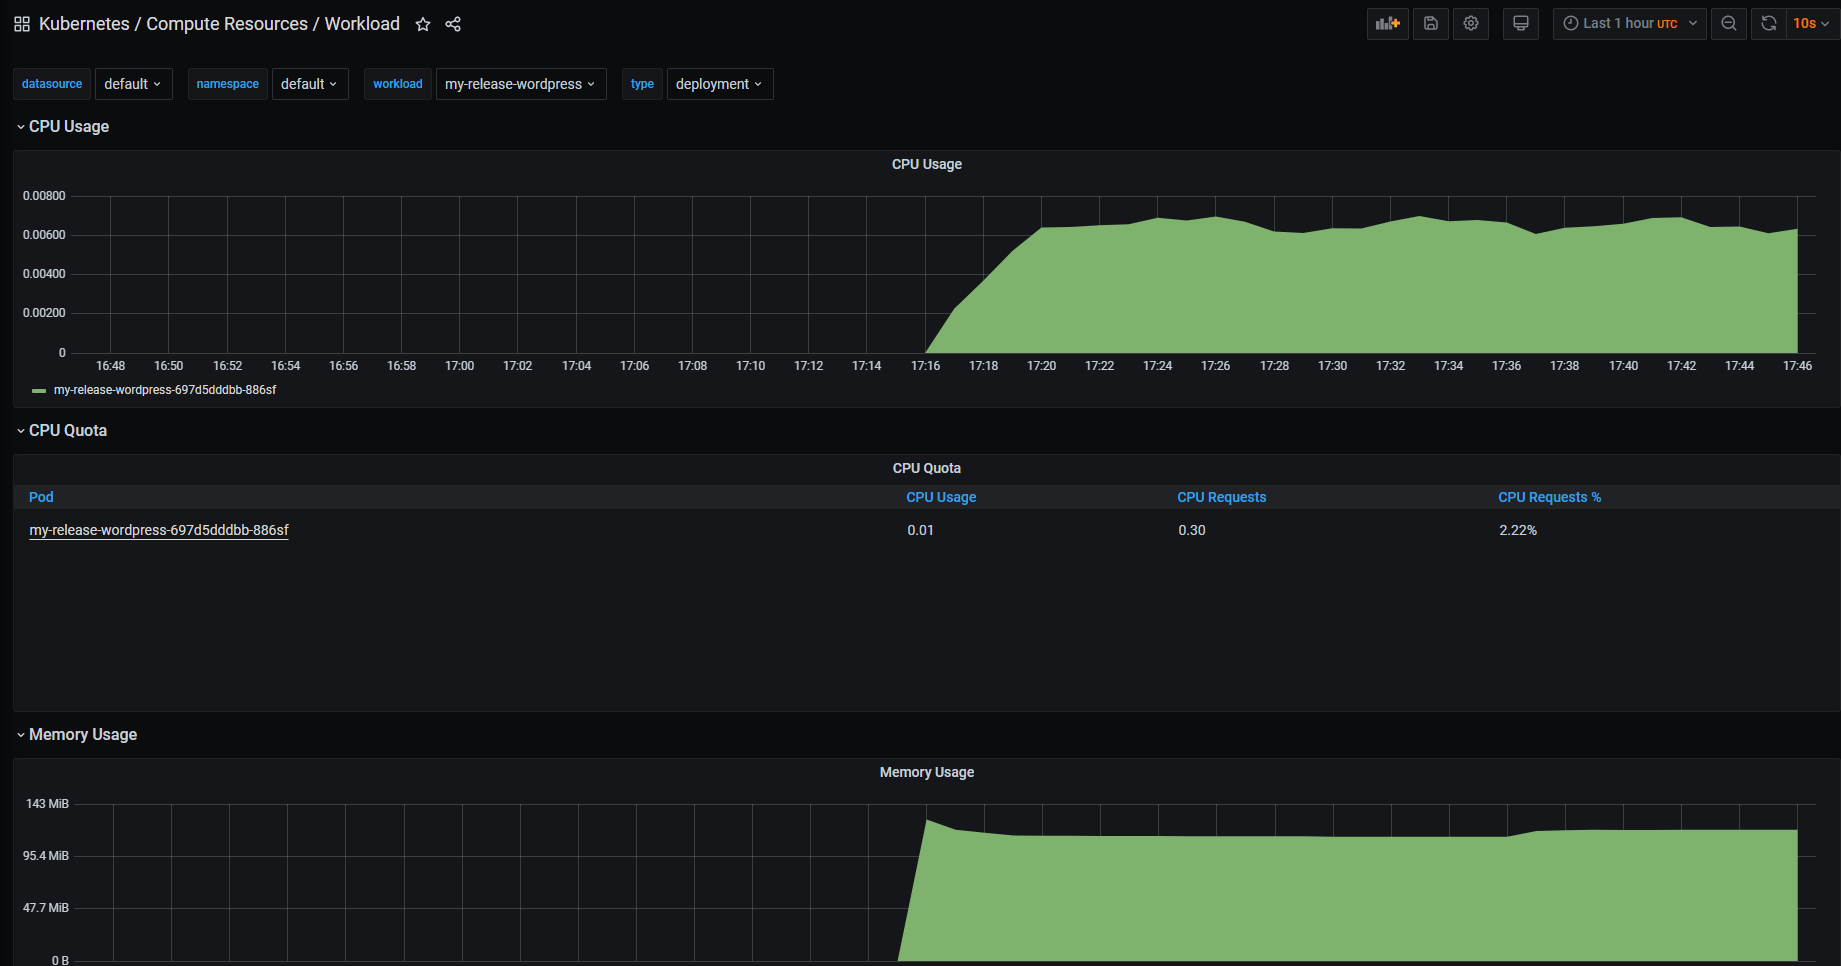 Kubernetes / Compute Resources / Workload
Last 1 hour UTC
10s
datasource default namespace default workload my-release-wordpress type deployment
CPU Usage
CPU Usage
0.00800
0.00600
0.00400
0.00200
0
16:48 16:50 16:52 16:54 16:56 16:58 17:00 17:02 17:04 17:06 17:08 17:10 17:12 17:14 17:16 17:18 17:20 17:22 17:24 17:26 17:28 17:30 17:32 17:34 17:36 17:38 17:40 17:42 17:44 17:46
my-release-wordpress-697d5dddbb-886sf
CPU Quota
CPU Quota
Pod CPU Usage CPU Requests CPU Requests %
my-release-wordpress-697d5dddbb-886sf 0.01 0.30 2.22%
Memory Usage
Memory Usage
143 MiB
95.4 MiB
47.7 MiB
0 B